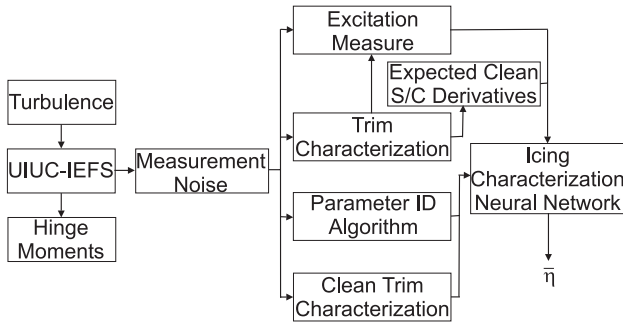 Excitation
Measure
Expected Clean
S/C Derivatives
Turbulence
UIUC-IEFS
Hinge
Moments
Measurement
Noise
Trim
Characterization
Parameter ID
Algorithm
Clean Trim
Characterization
Icing
Characterization
Neural Network
η̅